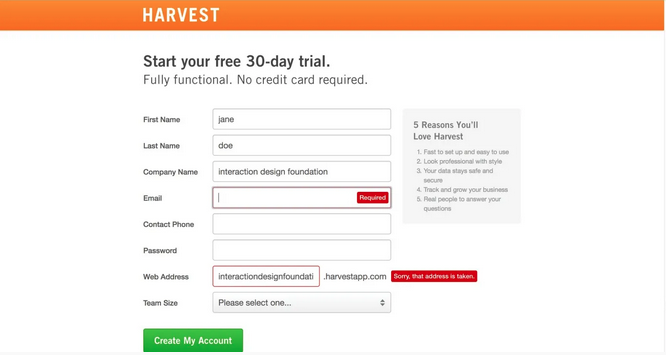 HARVEST
Start your free 30-day trial.
Fully functional. No credit card required.
First Name
jane
Last Name
doe
Company Name
interaction design foundation
Email
Required
Contact Phone
Password
Web Address
interactiondesignfoundati .harvestapp.com Sorry, that address is taken.
Team Size
Please select one...
Create My Account
5 Reasons You'll
Love Harvest
1. Fast to set up and easy to use
2. Look professional with style
3. Your data stays safe and
secure
4. Track and grow your business
5. Real people to answer your
questions